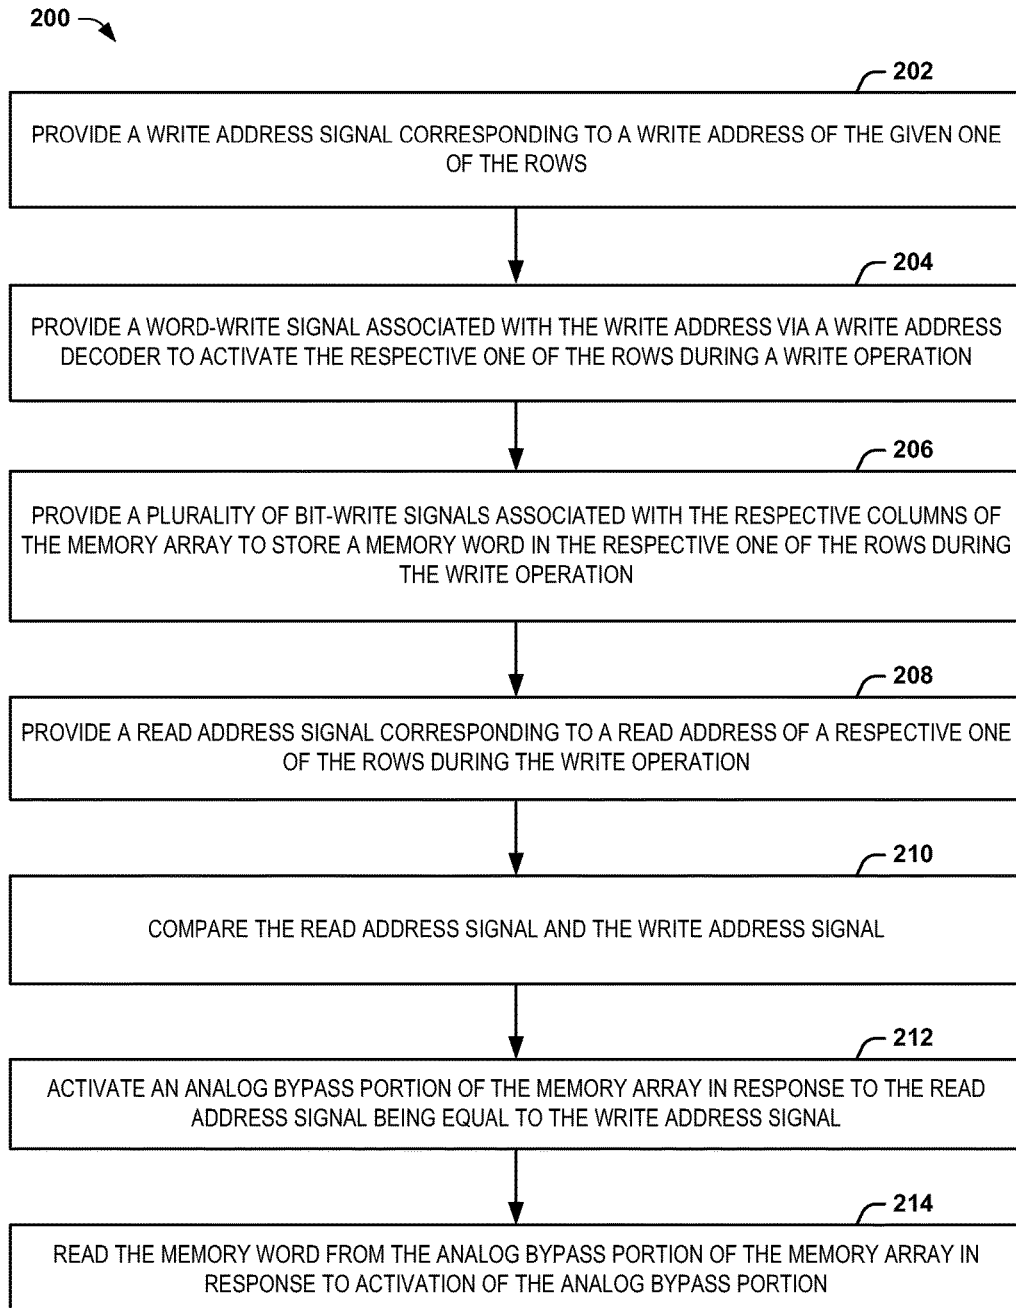 200
202
PROVIDE A WRITE ADDRESS SIGNAL CORRESPONDING TO A WRITE ADDRESS OF THE GIVEN ONE
OF THE ROWS
204
PROVIDE A WORD-WRITE SIGNAL ASSOCIATED WITH THE WRITE ADDRESS VIA A WRITE ADDRESS
DECODER TO ACTIVATE THE RESPECTIVE ONE OF THE ROWS DURING A WRITE OPERATION
206
PROVIDE A PLURALITY OF BIT-WRITE SIGNALS ASSOCIATED WITH THE RESPECTIVE COLUMNS OF
THE MEMORY ARRAY TO STORE A MEMORY WORD IN THE RESPECTIVE ONE OF THE ROWS DURING
THE WRITE OPERATION
208
PROVIDE A READ ADDRESS SIGNAL CORRESPONDING TO A READ ADDRESS OF A RESPECTIVE ONE
OF THE ROWS DURING THE WRITE OPERATION
210
COMPARE THE READ ADDRESS SIGNAL AND THE WRITE ADDRESS SIGNAL
212
ACTIVATE AN ANALOG BYPASS PORTION OF THE MEMORY ARRAY IN RESPONSE TO THE READ
ADDRESS SIGNAL BEING EQUAL TO THE WRITE ADDRESS SIGNAL
214
READ THE MEMORY WORD FROM THE ANALOG BYPASS PORTION OF THE MEMORY ARRAY IN
RESPONSE TO ACTIVATION OF THE ANALOG BYPASS PORTION